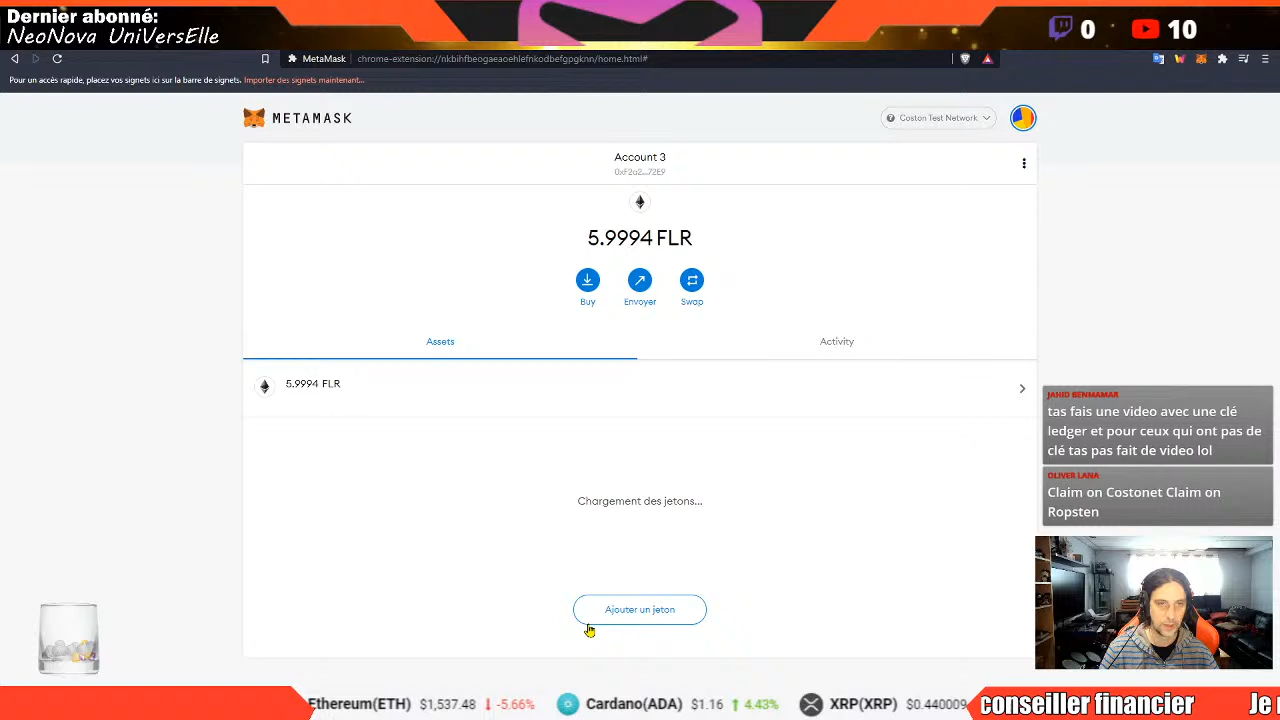 Dernier abonné:
NeoNova UniVersElle
0
10
MetaMask
chrome-extension://nkbihfbeogaeaoehlefnkodbefgpgknn/home.html#
Pour un accès rapide, placez vos signets ici sur la barre de signets. Importer des signets maintenant...
METAMASK
Coston Test Network
Account 3
0xF2a2...72E9
5.9994 FLR
Buy
Envoyer
Swap
Assets
Activity
5.9994 FLR
Chargement des jetons...
Ajouter un jeton
JAHID BENMAMAR
tas fais une video avec une clé
ledger et pour ceux qui ont pas de
clé tas pas fait de video lol
OLIVER LANA
Claim on Costonet Claim on
Ropsten
Ethereum(ETH) $1,537.48 -5.66% Cardano(ADA) $1.16 4.43% XRP(XRP) $0.440009
conseiller financier
Je